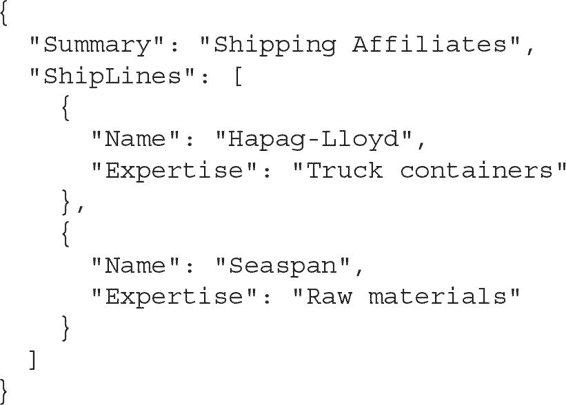 {
  "Summary": "Shipping Affiliates",
  "ShipLines": [
    {
      "Name": "Hapag-Lloyd",
      "Expertise": "Truck containers"
    },
    {
      "Name": "Seaspan",
      "Expertise": "Raw materials"
    }
  ]
}